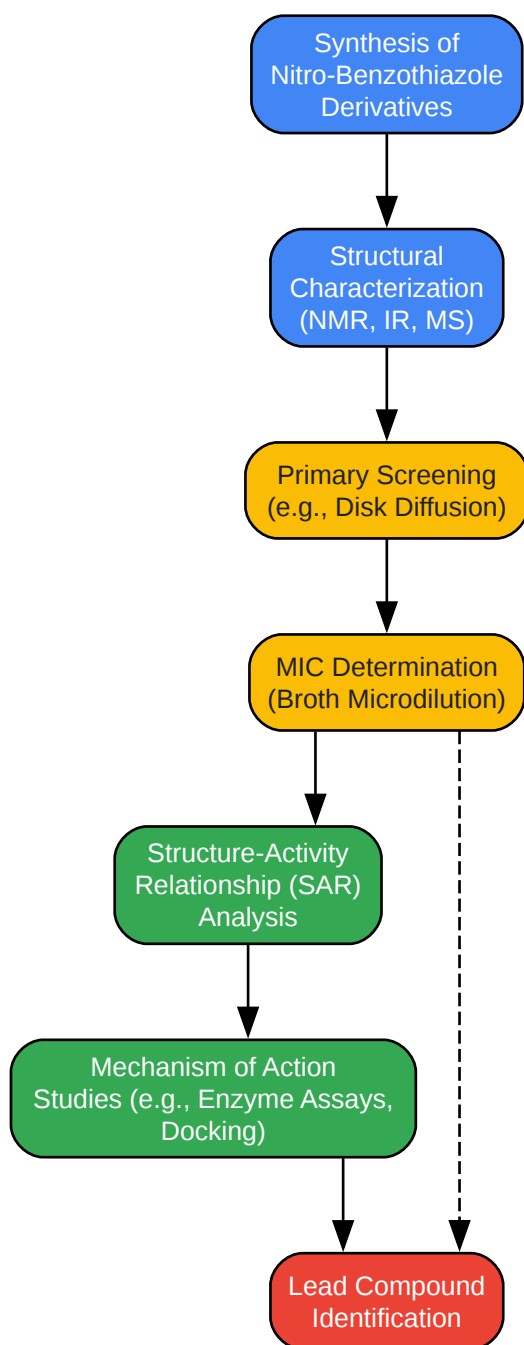 Synthesis of
Nitro-Benzothiazole
Derivatives
Structural
Characterization
(NMR, IR, MS)
Primary Screening
(e.g., Disk Diffusion)
MIC Determination
(Broth Microdilution)
Structure-Activity
Relationship (SAR)
Analysis
Mechanism of Action
Studies (e.g., Enzyme Assays,
Docking)
Lead Compound
Identification